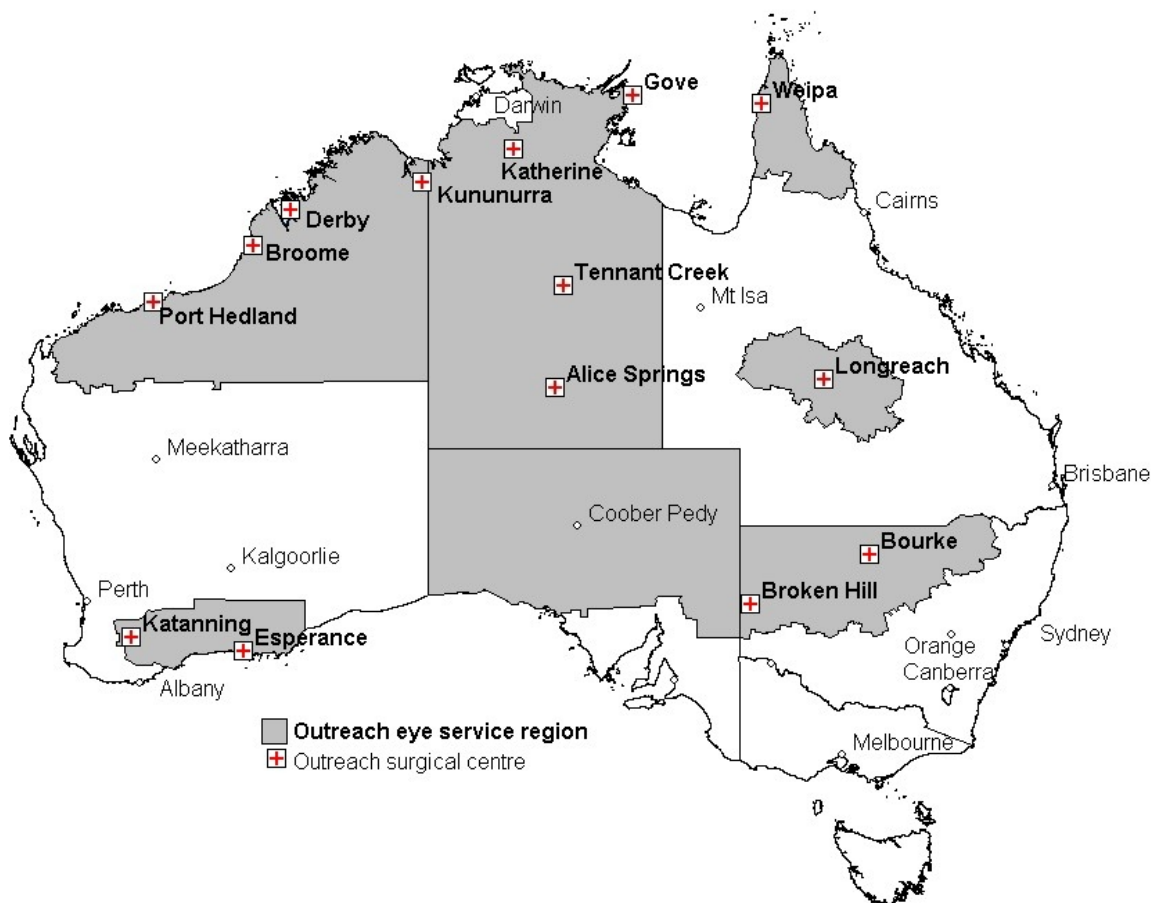 Gove
Weipa
Darwin
Katherine
Kununurra
Cairns
Derby
Broome
Tennant Creek
Mt Isa
Port Hedland
Alice Springs
Longreach
Meekatharra
Brisbane
Coober Pedy
Bourke
Kalgoorlie
Perth
Broken Hill
Katanning
Esperance
Sydney
Orange
Canberra
Albany
Outreach eye service region
Melbourne
Outreach surgical centre